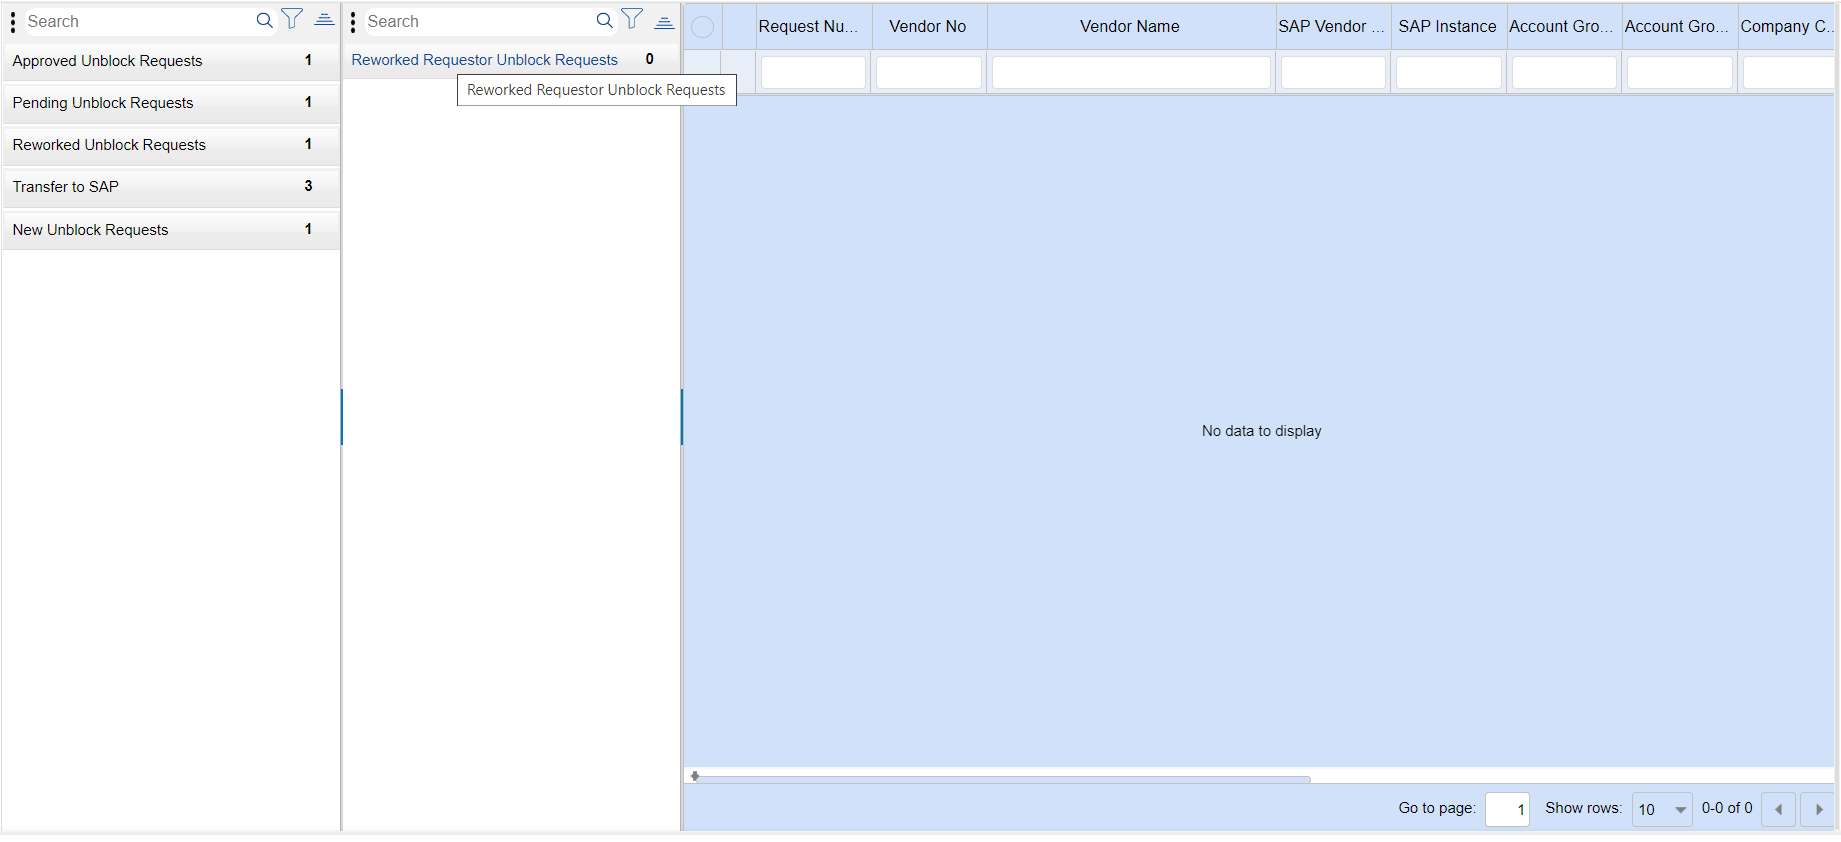 Search
Approved Unblock Requests 1
Pending Unblock Requests 1
Reworked Unblock Requests 1
Transfer to SAP 3
New Unblock Requests 1
Search
Reworked Requestor Unblock Requests 0
Reworked Requestor Unblock Requests
Request Nu... Vendor No Vendor Name SAP Vendor ... SAP Instance Account Gro... Account Gro... Company C...
No data to display
Go to page: 1 Show rows: 10 0-0 of 0